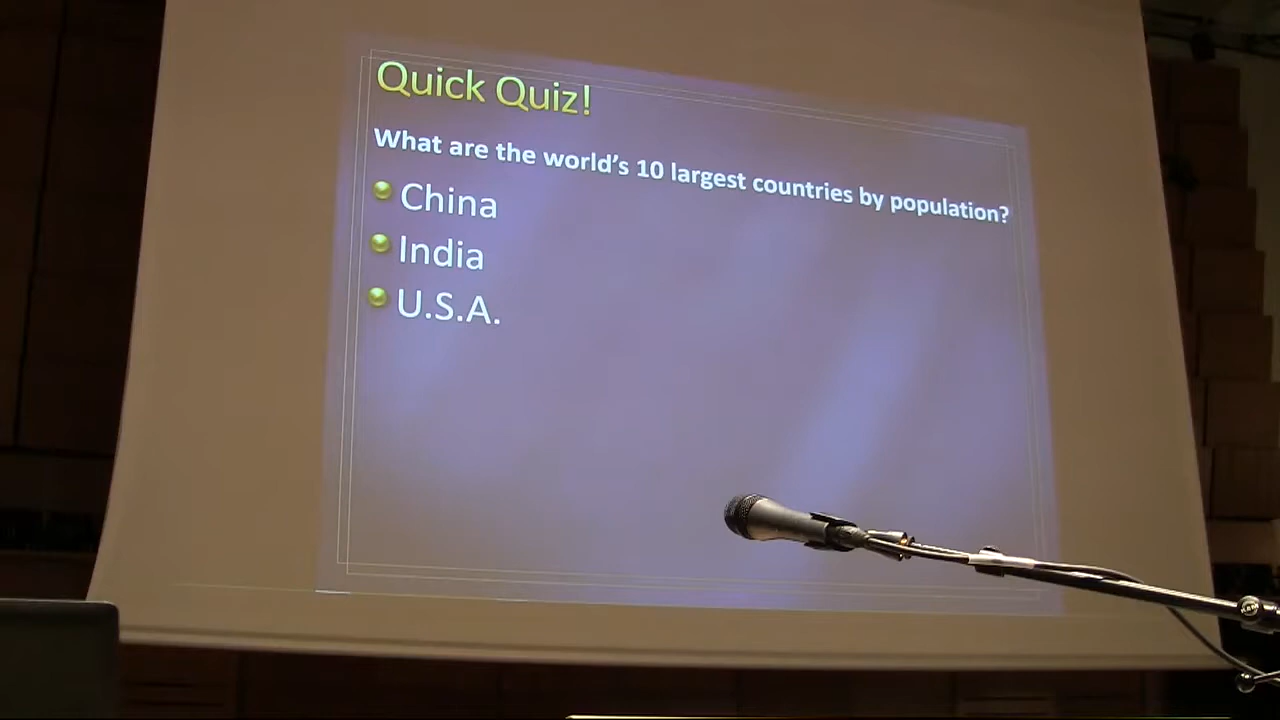 Quick Quiz!
What are the world's 10 largest countries by population?
China
India
U.S.A.